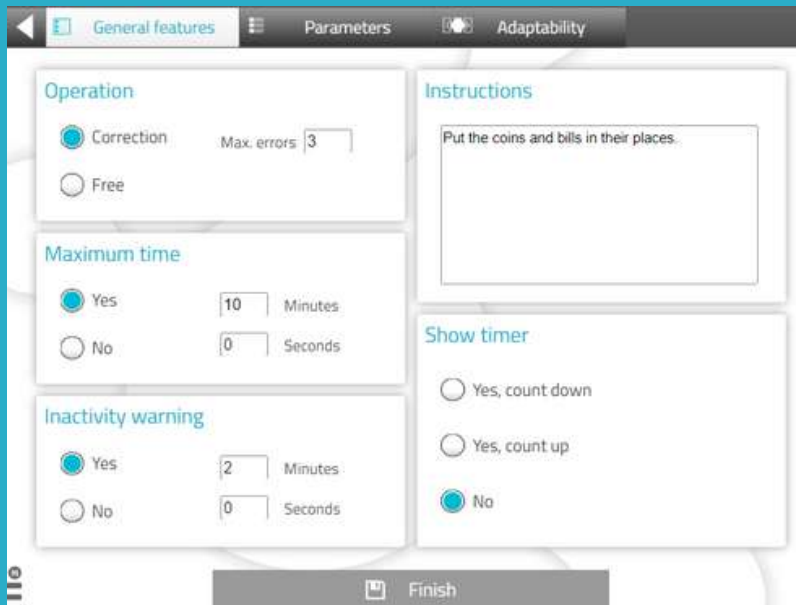 General features
Parameters
Adaptability
Operation
Correction
Max. errors 3
Free
Maximum time
Yes
10 Minutes
No
0 Seconds
Inactivity warning
Yes
2 Minutes
No
0 Seconds
Instructions
Put the coins and bills in their places.
Show timer
Yes, count down
Yes, count up
No
Finish